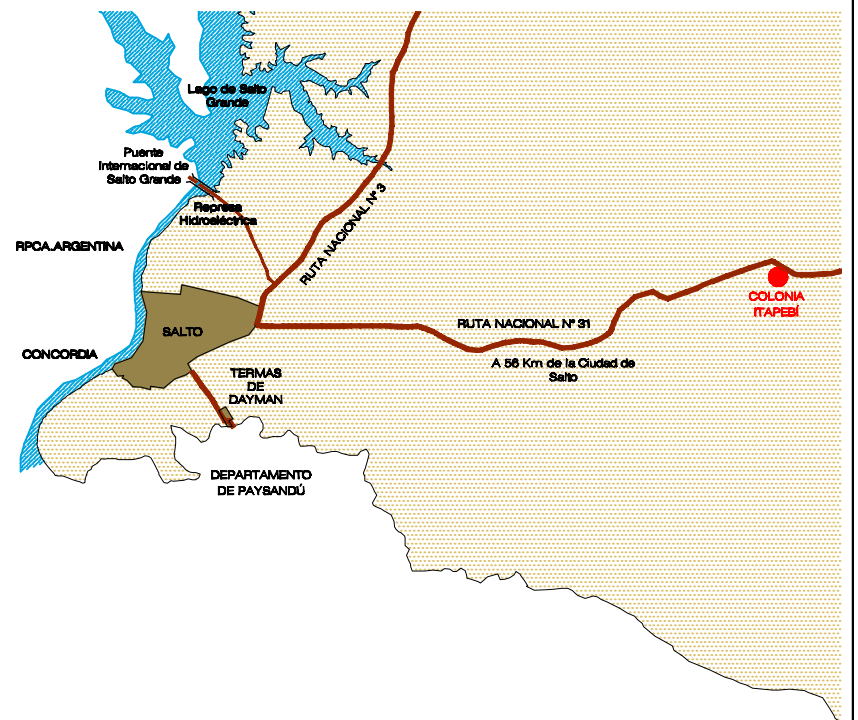 Lago de Salto
Grande
Puente
Internacional de
Salto Grande
Represa
Hidroeléctrica
RUTA NACIONAL Nº 3
RPCA.ARGENTINA
COLONIA
ITAPEBÍ
SALTO
RUTA NACIONAL Nº 31
CONCORDIA
A 56 Km de la Ciudad de
Salto
TERMAS
DE
DAYMAN
DEPARTAMENTO
DE PAYSANDÚ